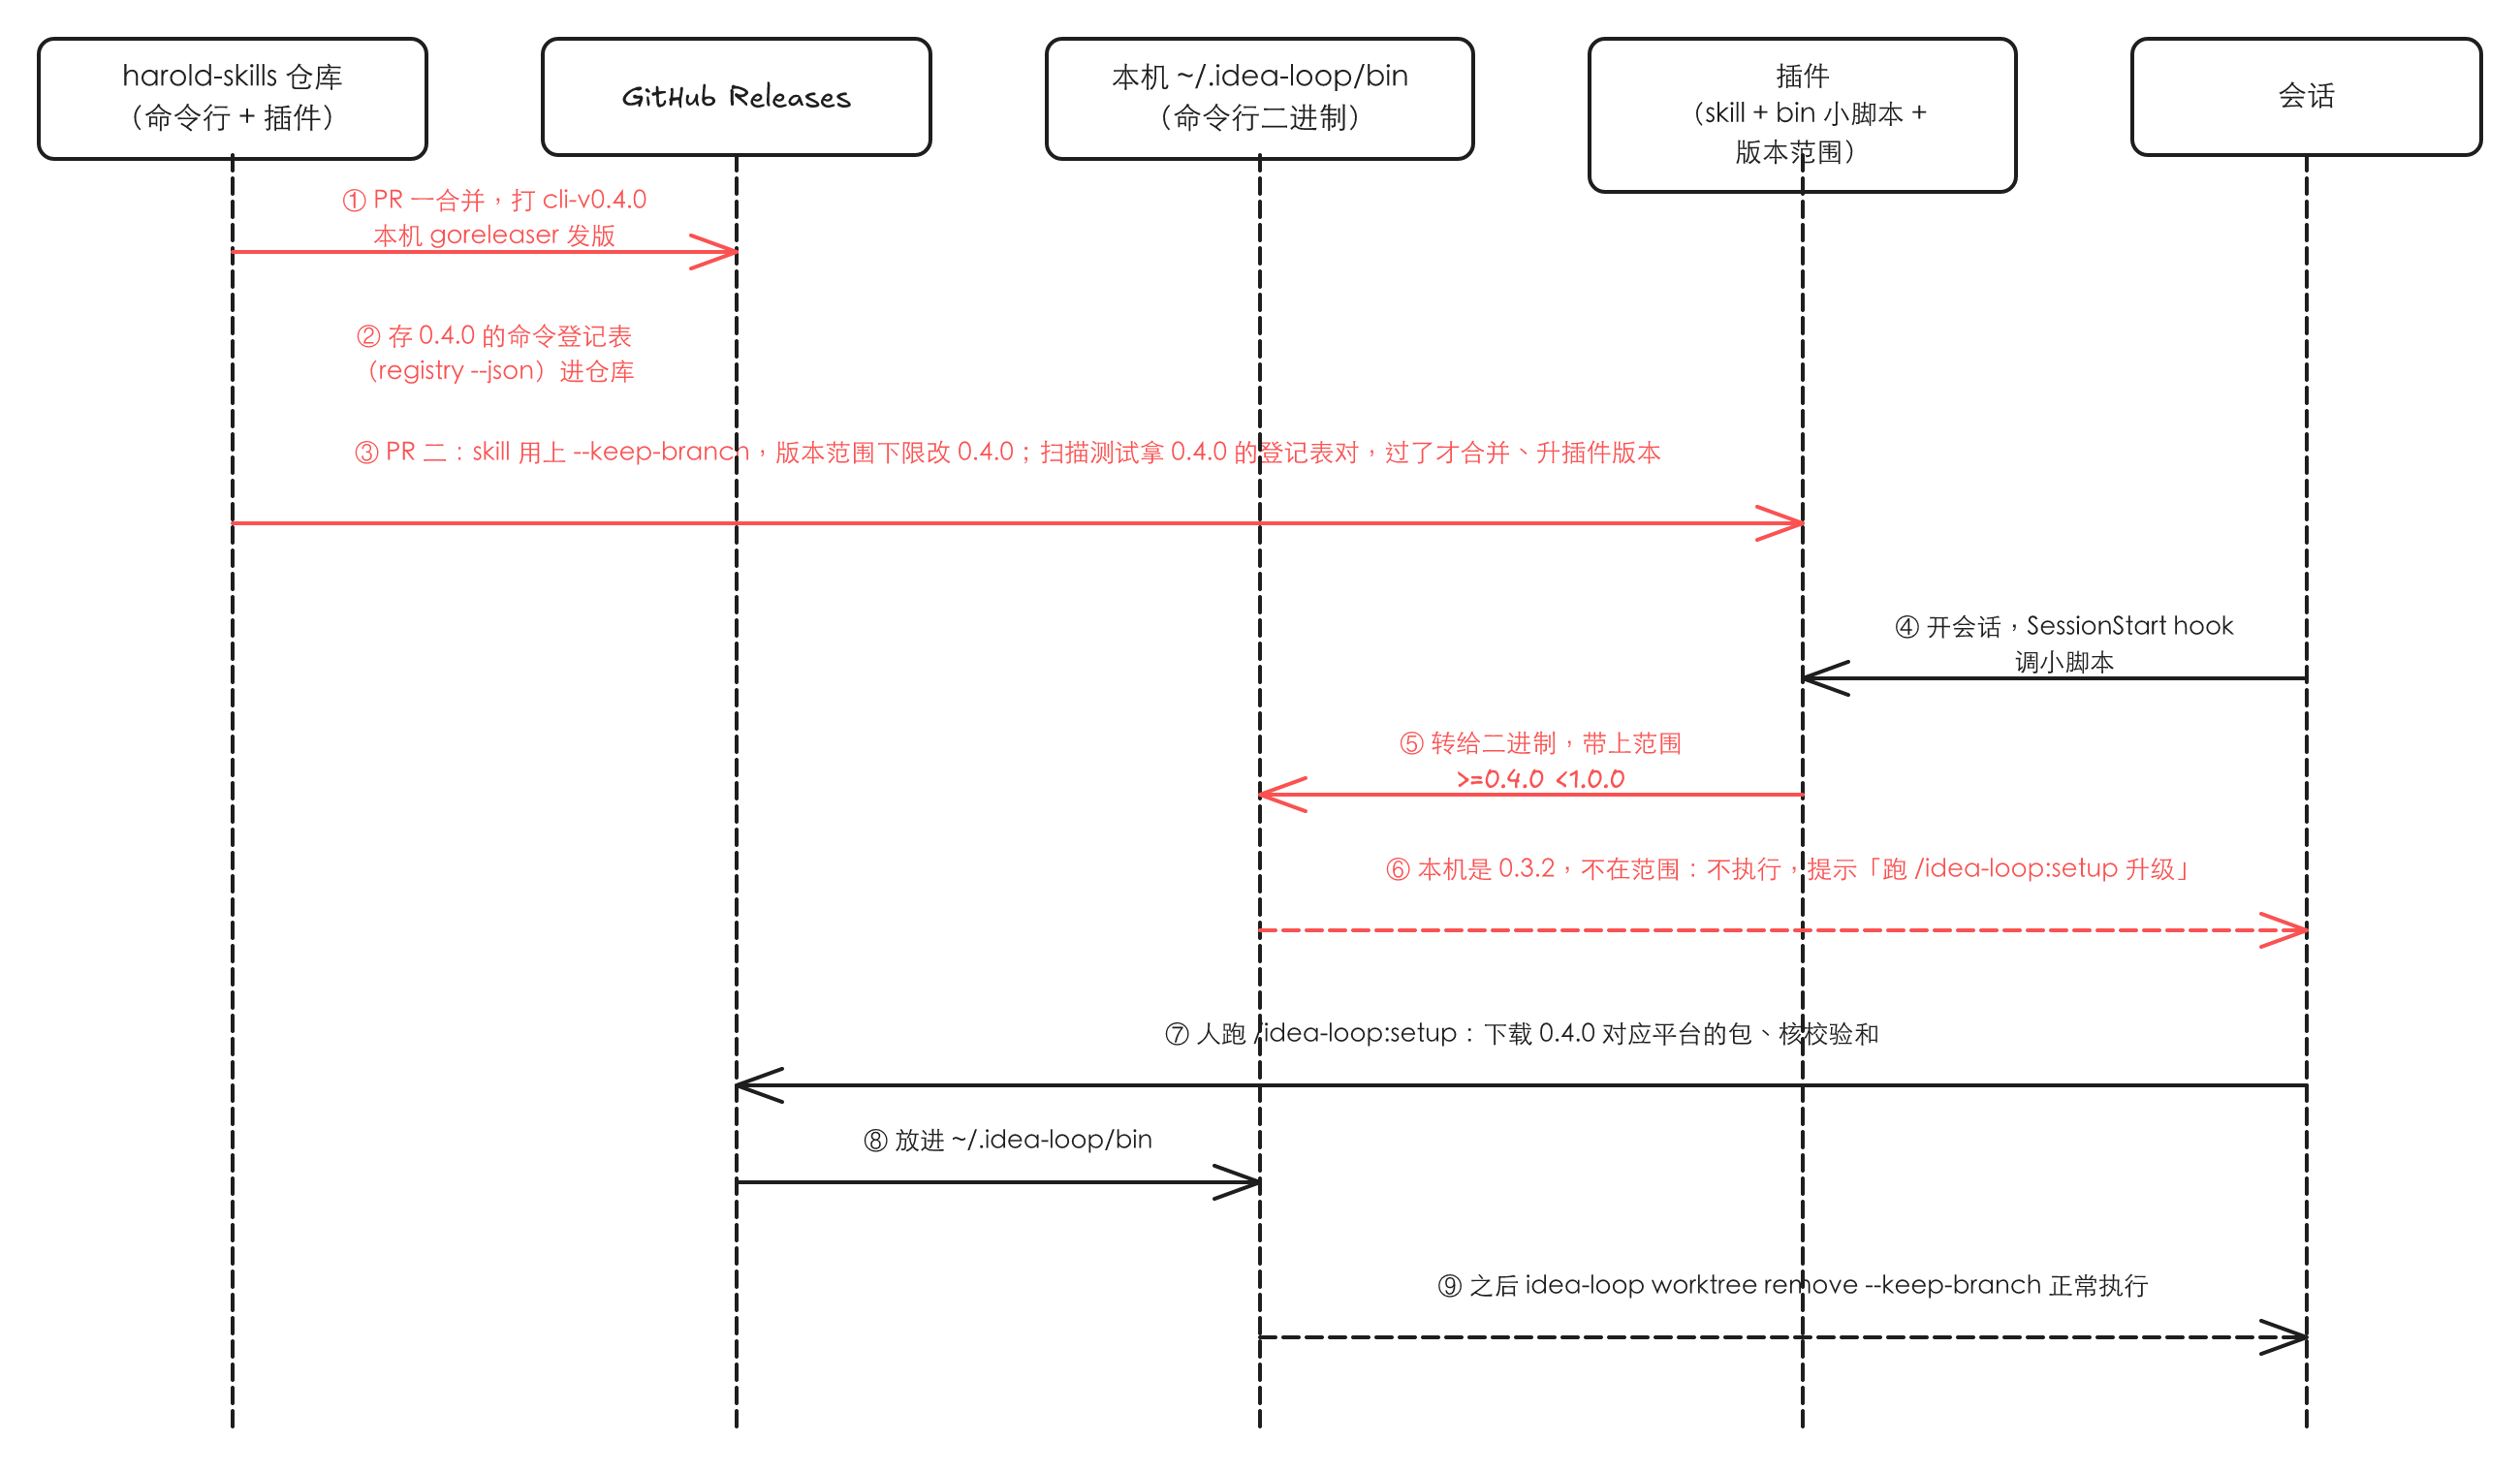 harold-skills 仓库
（命令行 + 插件）
GitHub Releases
本机 ~/.idea-loop/bin
（命令行二进制）
插件
（skill + bin 小脚本 +
版本范围）
会话
① PR 一合并，打 cli-v0.4.0
本机 goreleaser 发版
② 存 0.4.0 的命令登记表
（registry --json）进仓库
③ PR 二：skill 用上 --keep-branch，版本范围下限改 0.4.0；扫描测试拿 0.4.0 的登记表对，过了才合并、升插件版本
④ 开会话，SessionStart hook
调小脚本
⑤ 转给二进制，带上范围
>=0.4.0 <1.0.0
⑥ 本机是 0.3.2，不在范围：不执行，提示「跑 /idea-loop:setup 升级」
⑦ 人跑 /idea-loop:setup：下载 0.4.0 对应平台的包、核校验和
⑧ 放进 ~/.idea-loop/bin
⑨ 之后 idea-loop worktree remove --keep-branch 正常执行